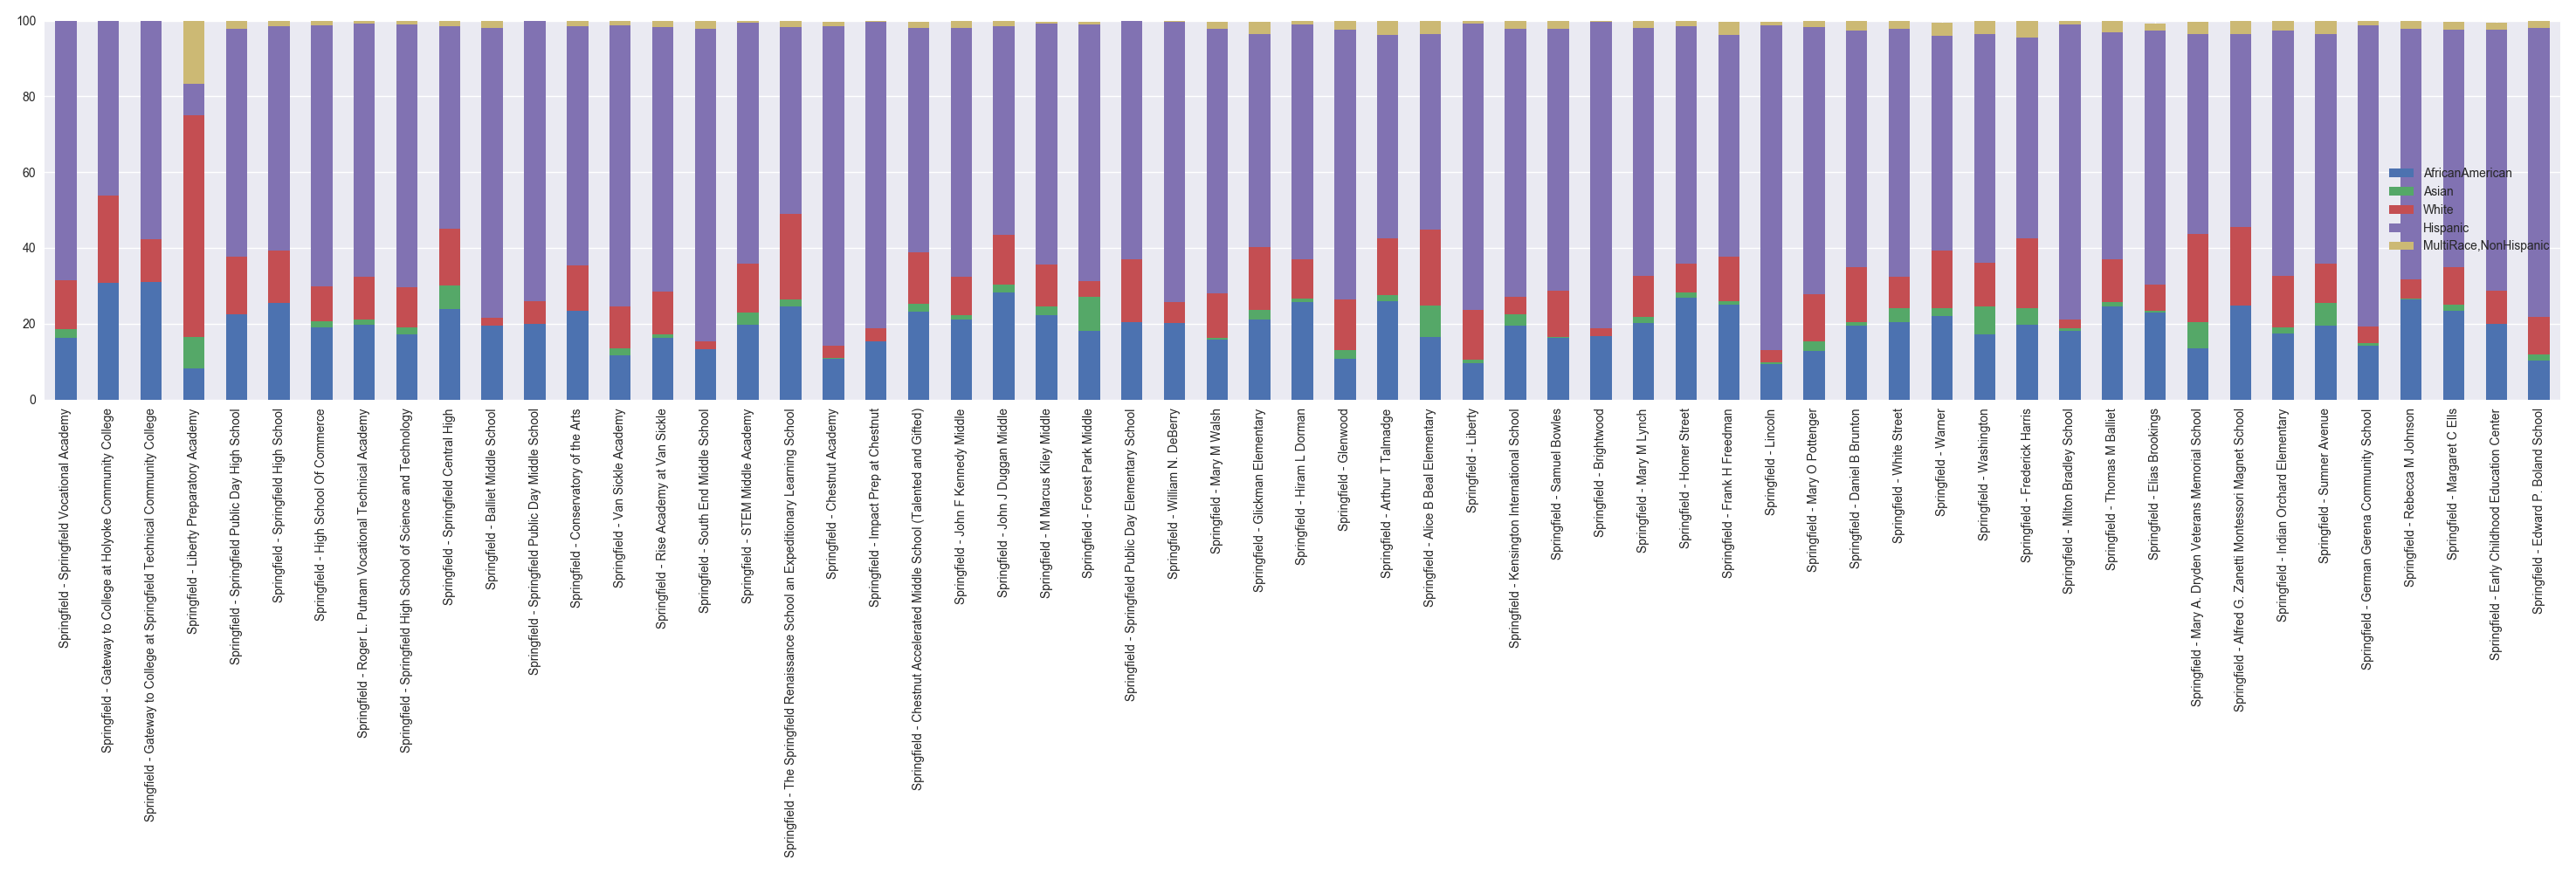 100
80
60
40
20
0
AfricanAmerican
Asian
White
Hispanic
MultiRace,NonHispanic
Springfield - Springfield Vocational Academy
Springfield - Gateway to College at Holyoke Community College
Springfield - Gateway to College at Springfield Technical Community College
Springfield - Liberty Preparatory Academy
Springfield - Springfield Public Day High School
Springfield - Springfield High School
Springfield - High School Of Commerce
Springfield - Roger L. Putnam Vocational Technical Academy
Springfield - Springfield High School of Science and Technology
Springfield - Springfield Central High
Springfield - Balliet Middle School
Springfield - Springfield Public Day Middle School
Springfield - Conservatory of the Arts
Springfield - Van Sickle Academy
Springfield - Rise Academy at Van Sickle
Springfield - South End Middle School
Springfield - STEM Middle Academy
Springfield - The Springfield Renaissance School an Expeditionary Learning School
Springfield - Chestnut Academy
Springfield - Impact Prep at Chestnut
Springfield - Chestnut Accelerated Middle School (Talented and Gifted)
Springfield - John F Kennedy Middle
Springfield - John J Duggan Middle
Springfield - M Marcus Kiley Middle
Springfield - Forest Park Middle
Springfield - Springfield Public Day Elementary School
Springfield - William N. DeBerry
Springfield - Mary M Walsh
Springfield - Glickman Elementary
Springfield - Hiram L Dorman
Springfield - Glenwood
Springfield - Arthur T Talmadge
Springfield - Alice B Beal Elementary
Springfield - Liberty
Springfield - Kensington International School
Springfield - Samuel Bowles
Springfield - Brightwood
Springfield - Mary M Lynch
Springfield - Homer Street
Springfield - Frank H Freedman
Springfield - Lincoln
Springfield - Mary O Pottenger
Springfield - Daniel B Brunton
Springfield - White Street
Springfield - Warner
Springfield - Washington
Springfield - Frederick Harris
Springfield - Milton Bradley School
Springfield - Thomas M Balliet
Springfield - Elias Brookings
Springfield - Mary A. Dryden Veterans Memorial School
Springfield - Alfred G. Zanetti Montessori Magnet School
Springfield - Indian Orchard Elementary
Springfield - Sumner Avenue
Springfield - German Gerena Community School
Springfield - Rebecca M Johnson
Springfield - Margaret C Ells
Springfield - Early Childhood Education Center
Springfield - Edward P. Boland School